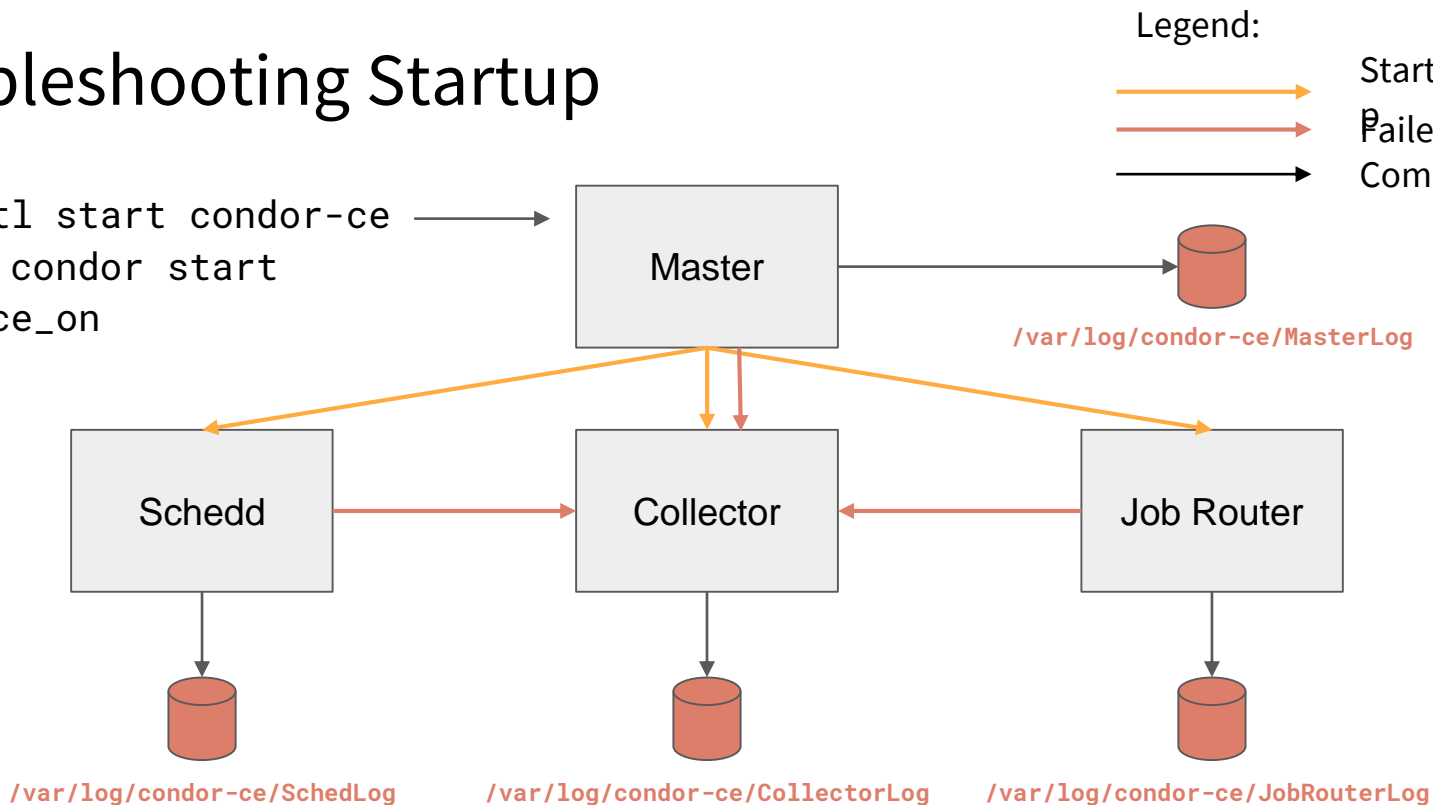 bleshooting Startup
Legend:
Start
p
Faile
Com
tl start condor-ce
condor start
ce_on
Master
/var/log/condor-ce/MasterLog
Schedd
Collector
Job Router
/var/log/condor-ce/SchedLog
/var/log/condor-ce/CollectorLog
/var/log/condor-ce/JobRouterLog